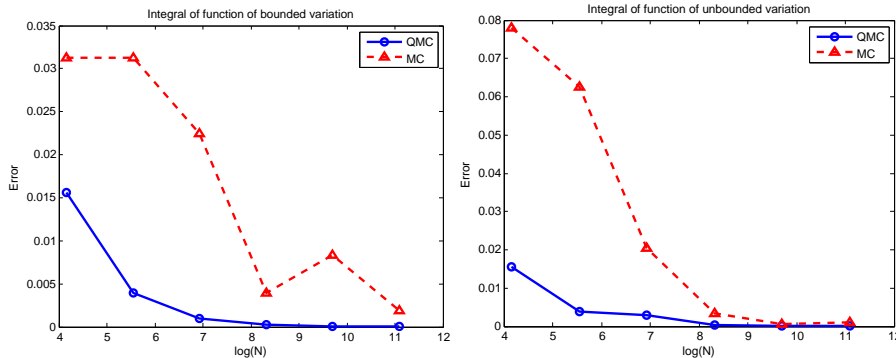 Integral of function of bounded variation
0.035
0.03
0.025
0.02
0.015
0.01
0.005
0
Error
4 5 6 7 8 9 10 11 12
log(N)
QMC
MC
Integral of function of unbounded variation
0.08
0.07
0.06
0.05
0.04
0.03
0.02
0.01
0
Error
4 5 6 7 8 9 10 11
log(N)
QMC
MC